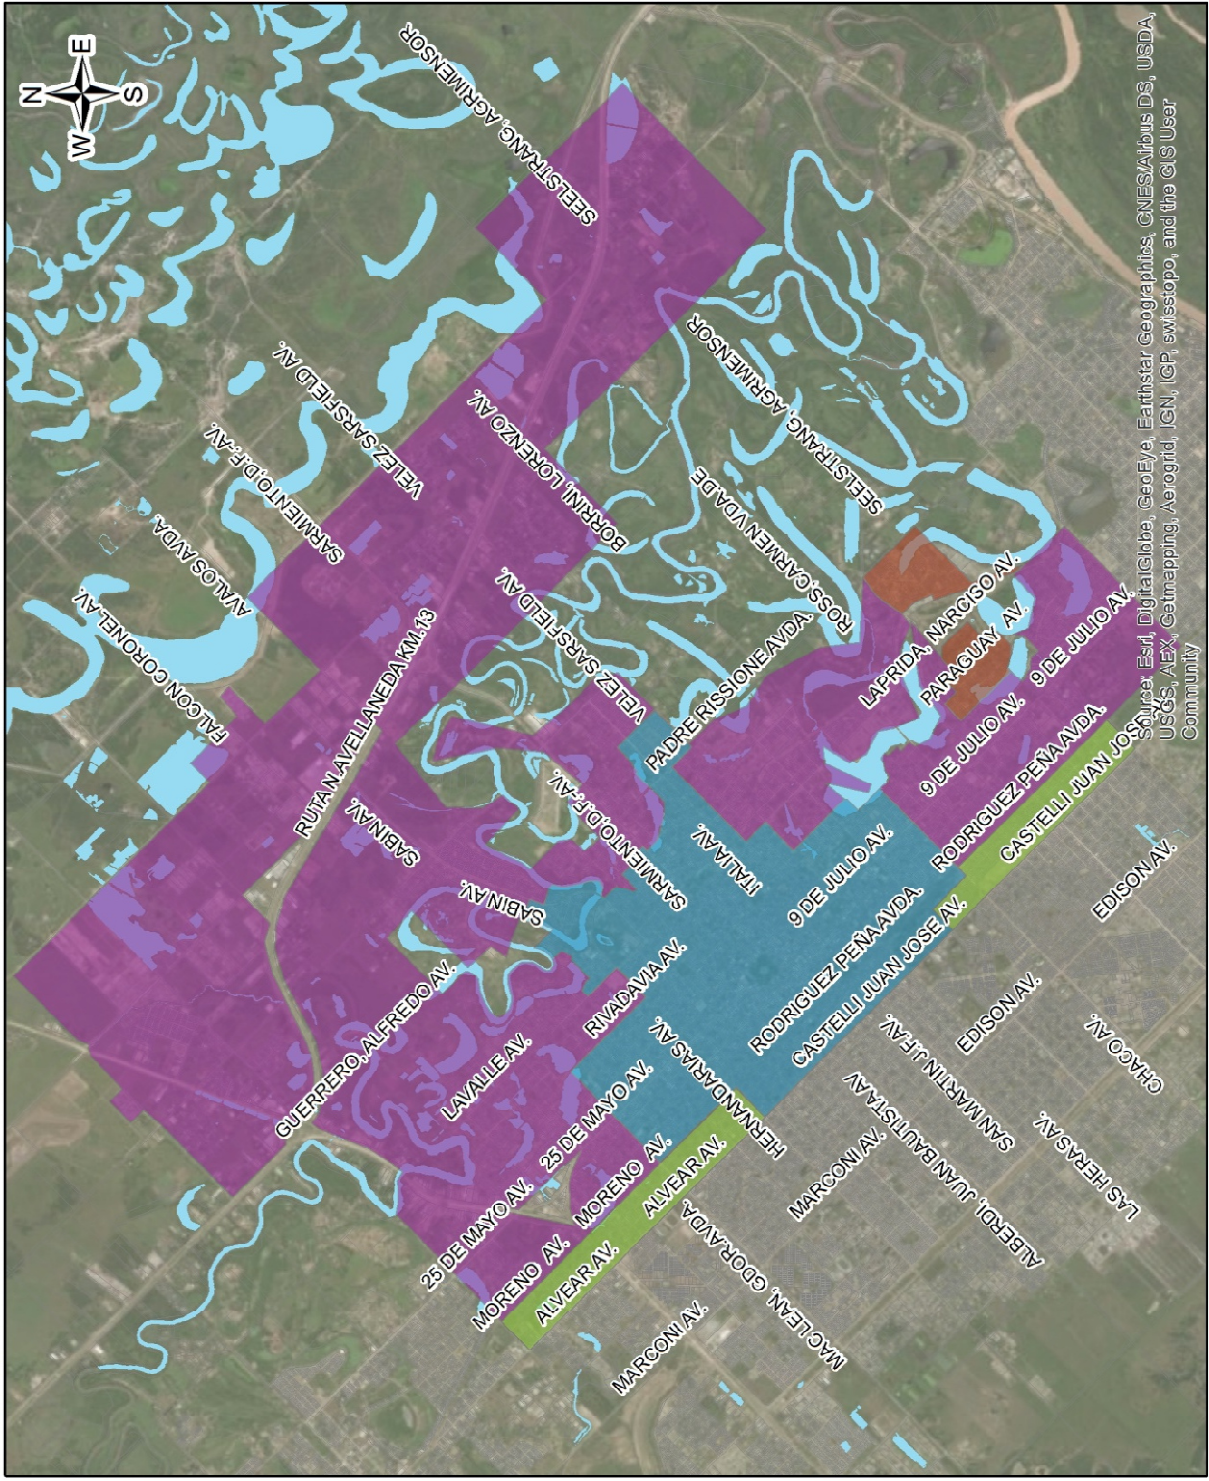 N
E
W
S
SEELSTRANG, AGRIMENSOR
VELEZ SARSFIELD AV.
SARMIENTO,D.F.-AV.
AVALOS AVDA.
FALCON CORONEL AV.
BORRINI, LORENZO AV.
SEELSTRANG, AGRIMENSOR
RUTA N.AVELLANEDA KM.13
VELEZ SARSFIELD AV.
ROSS,CARMEN VDA DE
PADRE RISSIONE AVDA.
LAPRIDA, NARCISO AV.
PARAGUAY AV.
9 DE JULIO AV.
9 DE JULIO AV.
SABIN AV.
SABIN AV.
SARMIENTO,D.F.-AV.
ITALIA AV.
9 DE JULIO AV.
RODRIGUEZ PEÑA AVDA.
CASTELLI JUAN JOSE AV.
GUERRERO, ALFREDO AV.
LAVALLE AV.
RIVADAVIA AV.
RODRIGUEZ PEÑA AVDA.
CASTELLI JUAN JOSE AV.
EDISON AV.
25 DE MAYO AV.
25 DE MAYO AV.
HERNANDARIAS AV.
MORENO AV.
MORENO AV.
ALVEAR AV.
ALVEAR AV.
EDISON AV.
SAN MARTIN J-F AV.
CHACO AV.
MARCONI AV.
ALBERDI, JUAN BAUTISTA AV
LAS HERAS AV.
MAC LEAN, GDOR.AVDA.
MARCONI AV.
Source: Esri, DigitalGlobe, GeoEye, Earthstar Geographics, CNES/Airbus DS, USDA,
USGS, AEX, Getmapping, Aerogrid, IGN, IGP, swisstopo, and the GIS User
Community